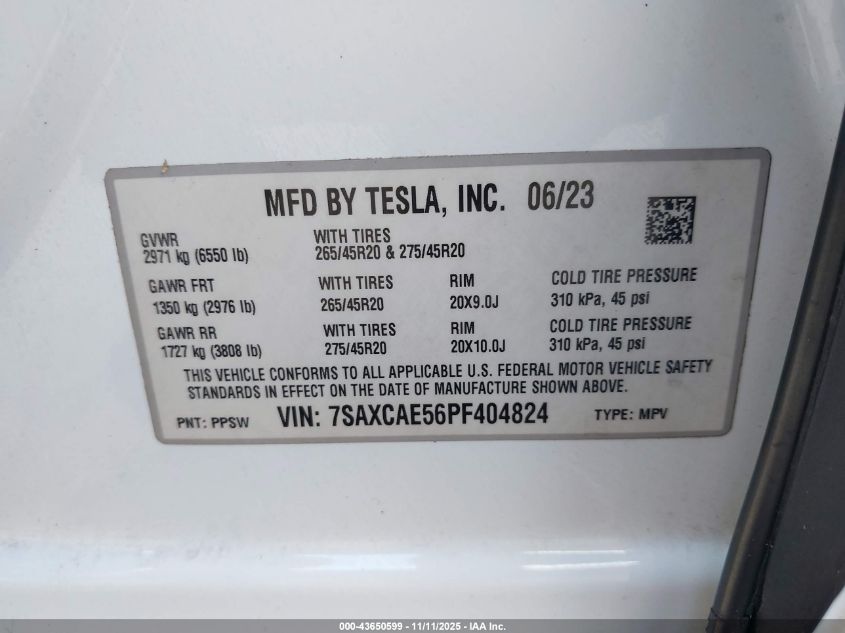 MFD BY TESLA, INC. 06/23
GVWR WITH TIRES
2971 kg (6550 lb) 265/45R20 & 275/45R20
GAWR FRT WITH TIRES RIM COLD TIRE PRESSURE
1350 kg (2976 lb) 265/45R20 20X9.0J 310 kPa, 45 psi
GAWR RR WITH TIRES RIM COLD TIRE PRESSURE
1727 kg (3808 lb) 275/45R20 20X10.0J 310 kPa, 45 psi
THIS VEHICLE CONFORMS TO ALL APPLICABLE U.S. FEDERAL MOTOR VEHICLE SAFETY
STANDARDS IN EFFECT ON THE DATE OF MANUFACTURE SHOWN ABOVE.
PNT: PPSW VIN: 7SAXCAE56PF404824 TYPE: MPV
000-43650599 - 11/11/2025 - IAA Inc.